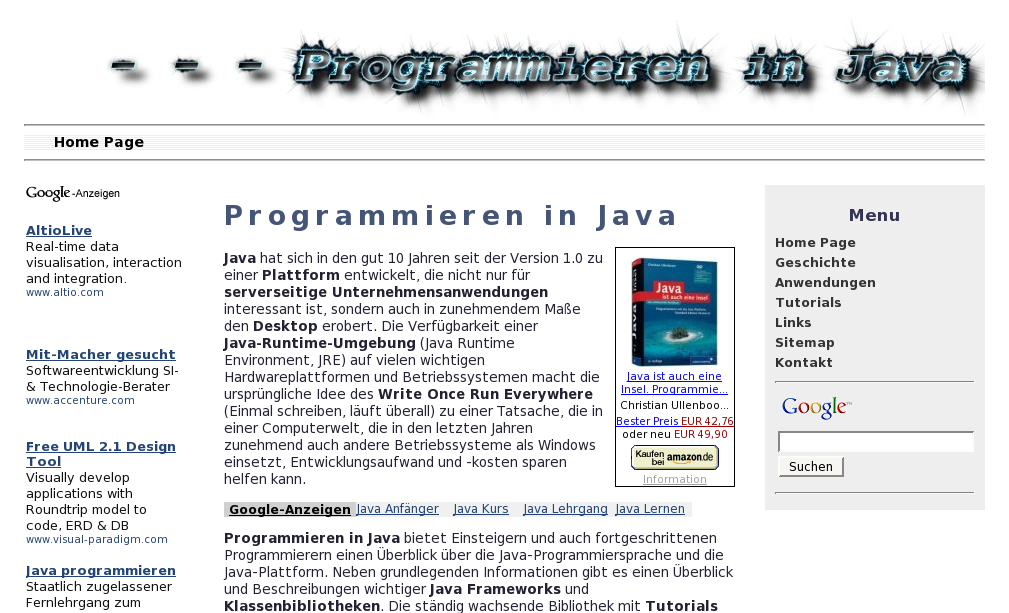 - - - Programmieren in Java
Home Page
Google-Anzeigen
AltioLive
Real-time data
visualisation, interaction
and integration.
www.altio.com
Mit-Macher gesucht
Softwareentwicklung SI-
& Technologie-Berater
www.accenture.com
Free UML 2.1 Design
Tool
Visually develop
applications with
Roundtrip model to
code, ERD & DB
www.visual-paradigm.com
Java programmieren
Staatlich zugelassener
Fernlehrgang zum
Programmieren in Java
Java hat sich in den gut 10 Jahren seit der Version 1.0 zu
einer Plattform entwickelt, die nicht nur für
serverseitige Unternehmensanwendungen
interessant ist, sondern auch in zunehmendem Maße
den Desktop erobert. Die Verfügbarkeit einer
Java-Runtime-Umgebung (Java Runtime
Environment, JRE) auf vielen wichtigen
Hardwareplattformen und Betriebssystemen macht die
ursprüngliche Idee des Write Once Run Everywhere
(Einmal schreiben, läuft überall) zu einer Tatsache, die in
einer Computerwelt, die in den letzten Jahren
zunehmend auch andere Betriebssysteme als Windows
einsetzt, Entwicklungsaufwand und -kosten sparen
helfen kann.
Java
ist auch eine Insel
Java ist auch eine
Insel. Programmie...
Christian Ullenboo...
Bester Preis EUR 42,76
oder neu EUR 49,90
Kaufen
bei amazon.de
Information
Google-Anzeigen Java Anfänger Java Kurs Java Lehrgang Java Lernen
Programmieren in Java bietet Einsteigern und auch fortgeschrittenen
Programmierern einen Überblick über die Java-Programmiersprache und die
Java-Plattform. Neben grundlegenden Informationen gibt es einen Überblick
und Beschreibungen wichtiger Java Frameworks und
Klassenbibliotheken. Die ständig wachsende Bibliothek mit Tutorials
Menu
Home Page
Geschichte
Anwendungen
Tutorials
Links
Sitemap
Kontakt
Google™
Suchen